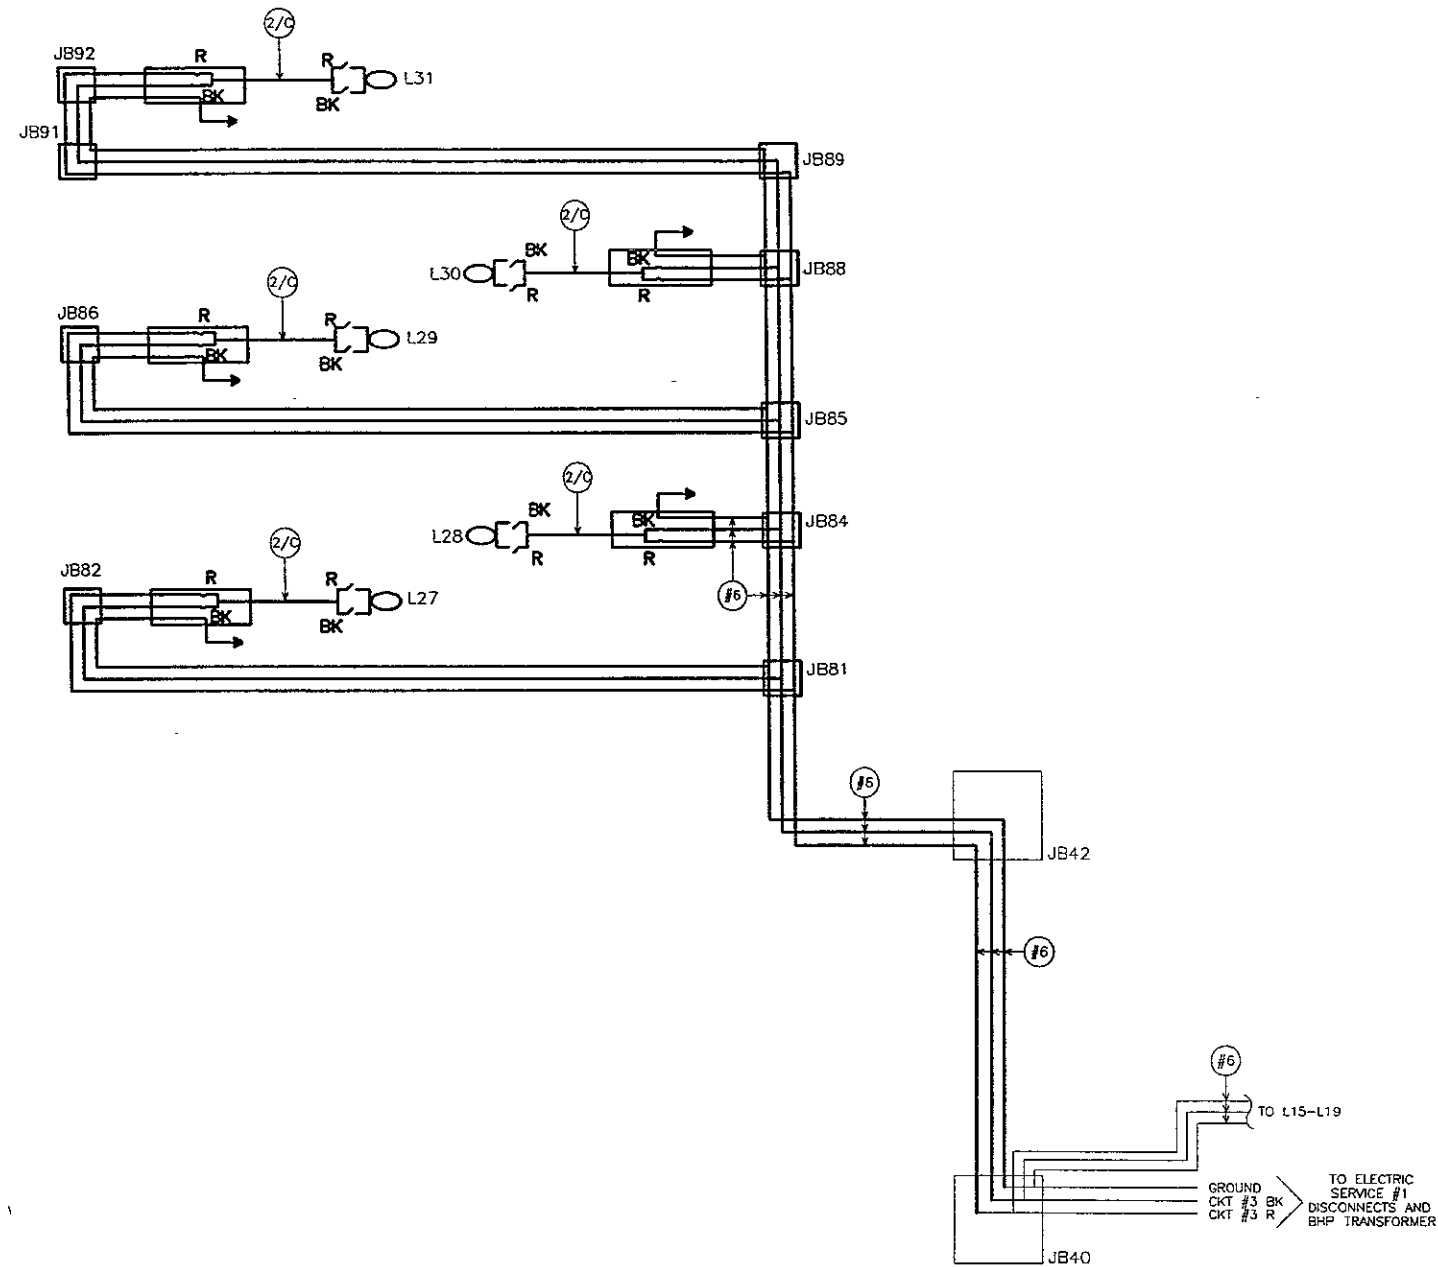 2/C
JB92
R
R
L31
BK
BK
JB91
JB89
2/C
BK
BK
L30
JB88
R
R
2/C
JB86
R
R
L29
BK
BK
JB85
2/C
BK
BK
JB84
L28
R
R
2/C
JB82
R
R
#6
L27
BK
BK
JB81
#6
JB42
#6
#6
TO L15-L19
GROUND
CKT #3 BK
CKT #3 R
TO ELECTRIC
SERVICE #1
DISCONNECTS AND
BHP TRANSFORMER
JB40